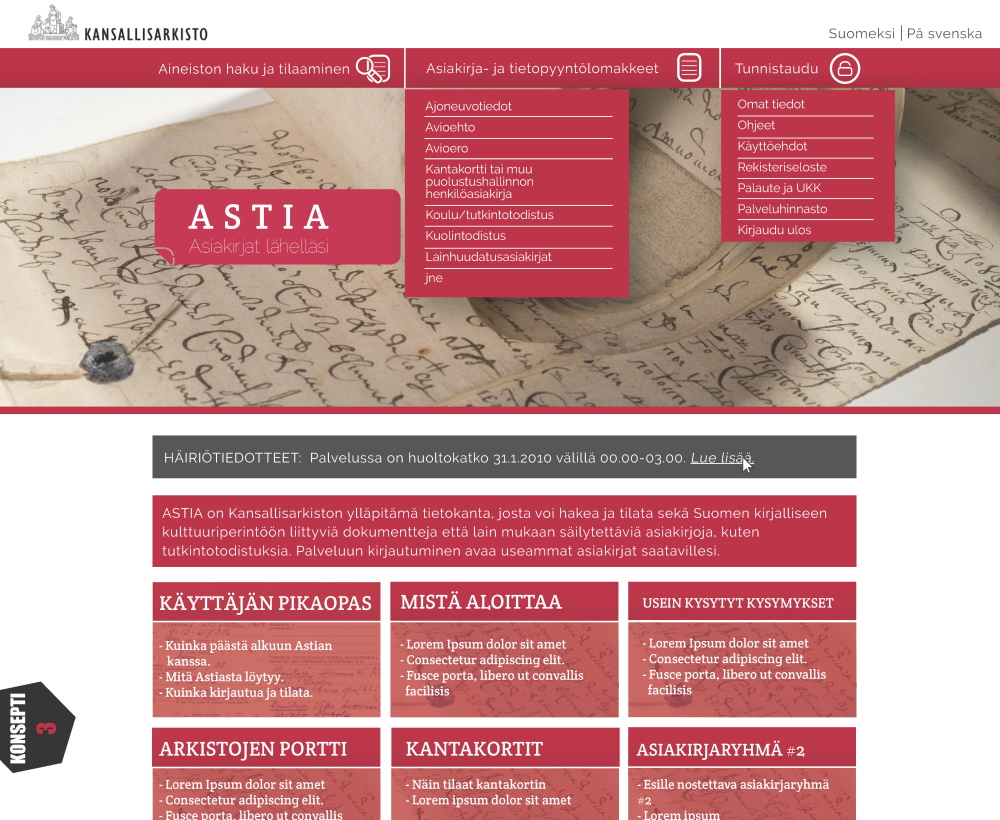 KANSALLISARKISTO
Suomeksi | På svenska
Aineiston haku ja tilaaminen
Asiakirja- ja tietopyyntölomakkeet
Tunnistaudu
Ajoneuvotiedot
Avioehto
Avioero
Kantakortti tai muu
puolustushallinnon
henkilöasiakirja
Koulu/tutkintotodistus
Kuolintodistus
Lainhuudatusasiakirjat
jne
Omat tiedot
Ohjeet
Käyttöehdot
Rekisteriseloste
Palaute ja UKK
Palveluhinnasto
Kirjaudu ulos
ASTIA
Asiakirjat lähelläsi
HÄIRIÖTIEDOTTEET: Palvelussa on huoltokatko 31.1.2010 välillä 00.00-03.00. Lue lisää.
ASTIA on Kansallisarkiston ylläpitämä tietokanta, josta voi hakea ja tilata sekä Suomen kirjalliseen
kulttuuriperintöön liittyviä dokumentteja että lain mukaan säilytettäviä asiakirjoja, kuten
tutkintotodistuksia. Palveluun kirjautuminen avaa useammat asiakirjat saatavillesi.
KÄYTTÄJÄN PIKAOPAS
- Kuinka päästä alkuun Astian
kanssa.
- Mitä Astiasta löytyy.
- Kuinka kirjautua ja tilata.
MISTÄ ALOITTAA
- Lorem Ipsum dolor sit amet
- Consectetur adipiscing elit.
- Fusce porta, libero ut convallis
facilisis
USEIN KYSYTYT KYSYMYKSET
- Lorem Ipsum dolor sit amet
- Consectetur adipiscing elit.
- Fusce porta, libero ut convallis
facilisis
KONSEPTI
3
ARKISTOJEN PORTTI
- Lorem Ipsum dolor sit amet
- Consectetur adipiscing elit.
- Fusce porta, libero ut convallis
KANTAKORTIT
- Näin tilaat kantakortin
- Lorem ipsum dolor sit amet
ASIAKIRJARYHMÄ #2
- Esille nostettava asiakirjaryhmä
#2
- Lorem ipsum